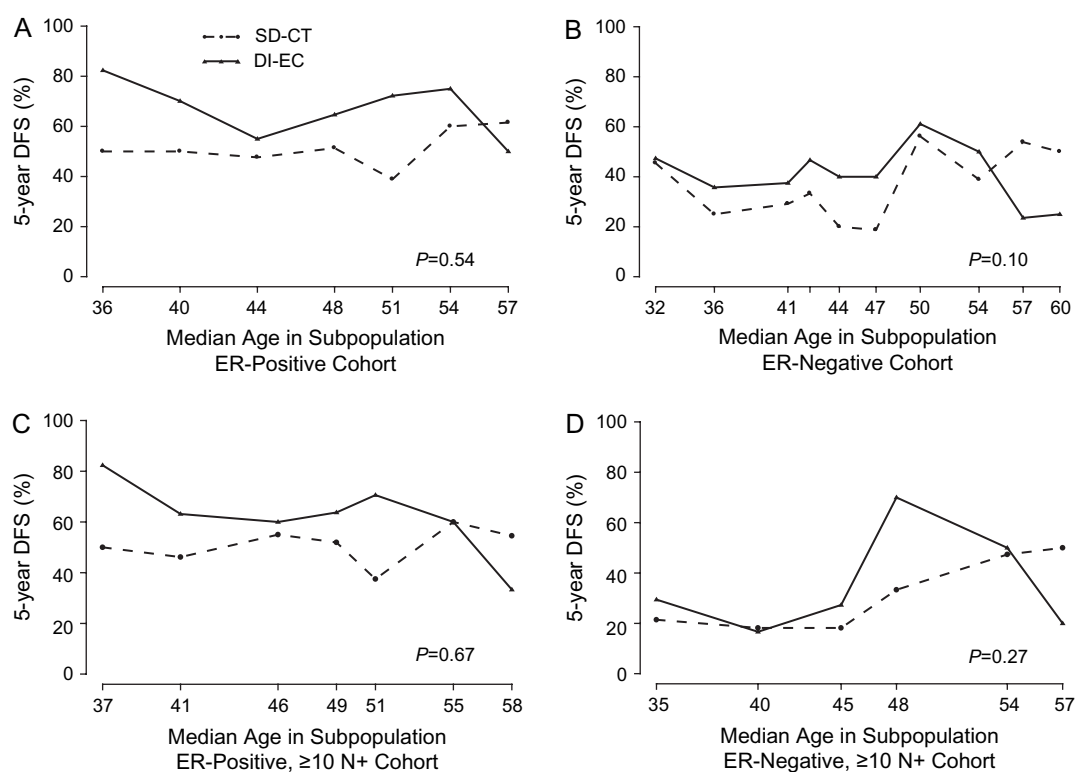 A
100
80
60
40
20
0
5-year DFS (%)
SD-CT
DI-EC
P=0.54
36 40 44 48 51 54 57
Median Age in Subpopulation
ER-Positive Cohort
B
100
80
60
40
20
0
5-year DFS (%)
P=0.10
32 36 41 44 47 50 54 57 60
Median Age in Subpopulation
ER-Negative Cohort
C
100
80
60
40
20
0
5-year DFS (%)
P=0.67
37 41 46 49 51 55 58
Median Age in Subpopulation
ER-Positive, ≥10 N+ Cohort
D
100
80
60
40
20
0
5-year DFS (%)
P=0.27
35 40 45 48 54 57
Median Age in Subpopulation
ER-Negative, ≥10 N+ Cohort